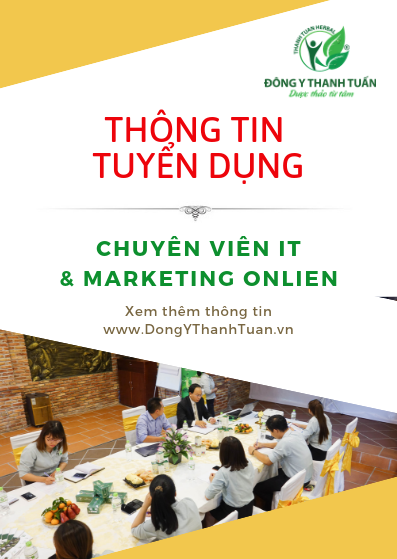 THANH TUAN HERBAL
®
ĐÔNG Y THANH TUẤN
Dược thảo từ tâm
THÔNG TIN
TUYỂN DỤNG
CHUYÊN VIÊN IT
& MARKETING ONLIEN
Xem thêm thông tin
www.DongYThanhTuan.vn